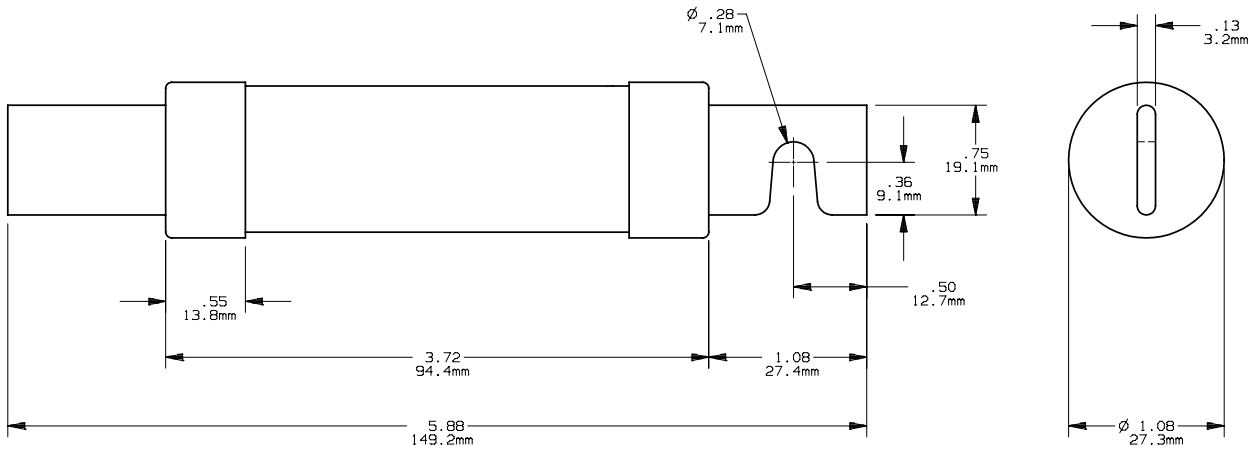 Ø .28
7.1mm
.13
3.2mm
.75
19.1mm
.36
9.1mm
.55
13.8mm
.50
12.7mm
3.72
94.4mm
1.08
27.4mm
5.88
149.2mm
Ø 1.08
27.3mm